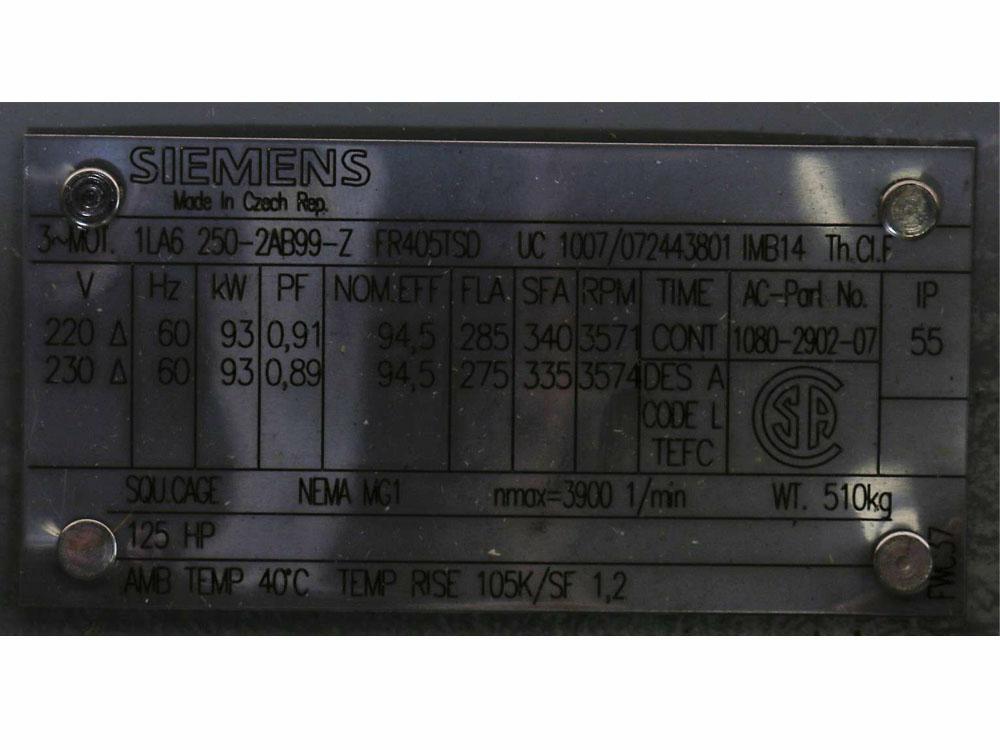 SIEMENS
Made In Czech Rep.
3~MOT. 1LA6 250-2AB99-Z FR405TSD UC 1007/072443801 IMB14 Th.Cl.F
V Hz kW PF NOM.EFF FLA SFA RPM TIME AC-Part No. IP
220 Δ 60 93 0,91 94,5 285 340 3571 CONT 1080-2902-07 55
230 Δ 60 93 0,89 94,5 275 335 3574 DES A
CODE L
CSA
TEFC
SQU.CAGE NEMA MG1 nmax=3900 1/min WT. 510kg
125 HP
AMB TEMP 40°C TEMP RISE 105K/SF 1,2